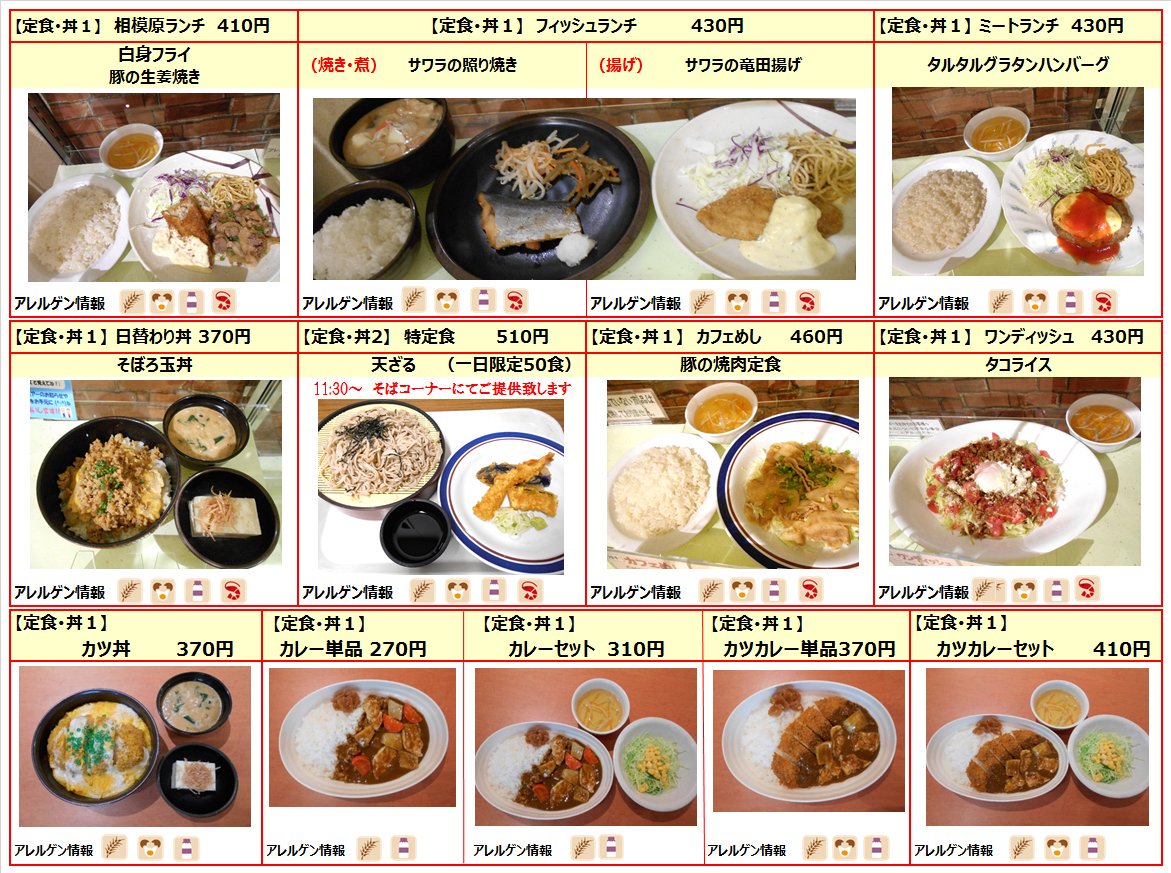 【定食・丼１】 相模原ランチ 410円
白身フライ
豚の生姜焼き
アレルゲン情報
【定食・丼１】 フィッシュランチ 430円
（焼き・煮） サワラの照り焼き
（揚げ） サワラの竜田揚げ
アレルゲン情報
アレルゲン情報
【定食・丼１】 ミートランチ 430円
タルタルグラタンハンバーグ
アレルゲン情報
【定食・丼１】 日替わり丼 370円
そぼろ玉丼
アレルゲン情報
【定食・丼２】 特定食 510円
天ざる （一日限定50食）
11:30～ そばコーナーにてご提供致します
アレルゲン情報
【定食・丼１】 カフェめし 460円
豚の焼肉定食
アレルゲン情報
【定食・丼１】 ワンディッシュ 430円
タコライス
アレルゲン情報
【定食・丼１】
カツ丼 370円
アレルゲン情報
【定食・丼１】
カレー単品 270円
アレルゲン情報
【定食・丼１】
カレーセット 310円
アレルゲン情報
【定食・丼１】
カツカレー単品370円
アレルゲン情報
【定食・丼１】
カツカレーセット 410円
アレルゲン情報